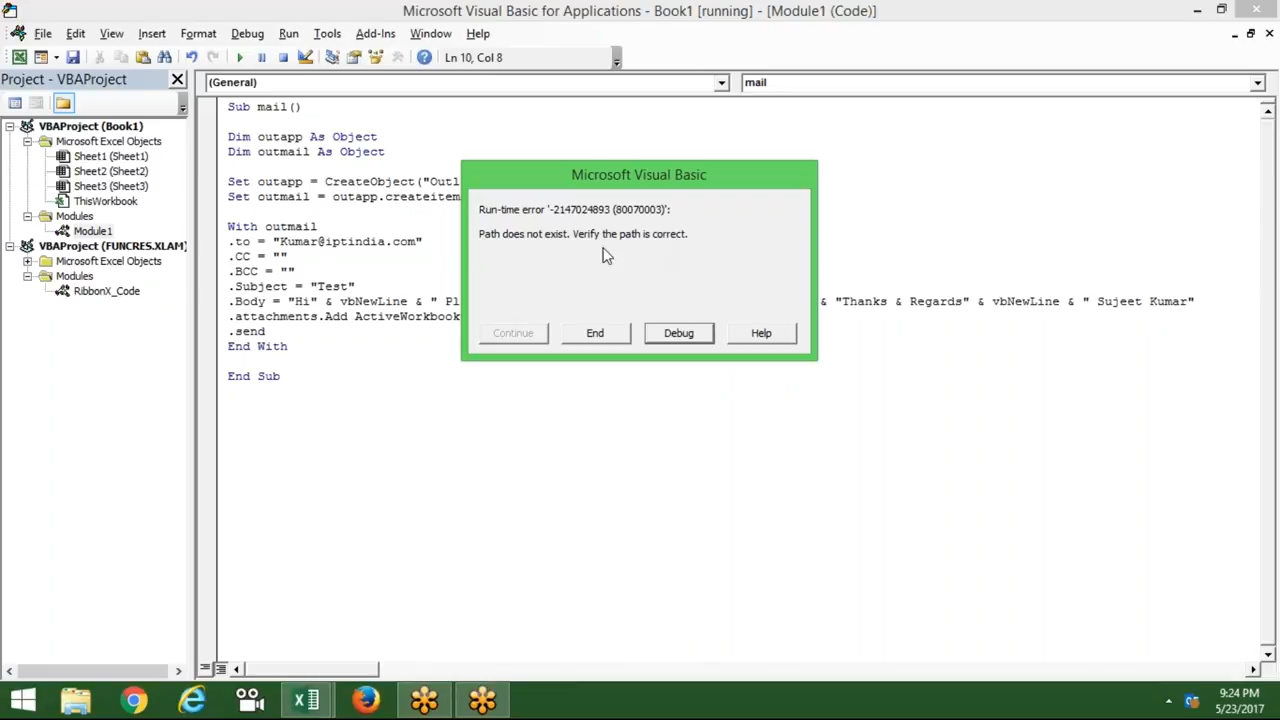 Microsoft Visual Basic for Applications - Book1 [running] - [Module1 (Code)]
File Edit View Insert Format Debug Run Tools Add-Ins Window Help
Ln 10, Col 8
Project - VBAProject
(General)
mail
VBAProject (Book1)
Microsoft Excel Objects
Sheet1 (Sheet1)
Sheet2 (Sheet2)
Sheet3 (Sheet3)
ThisWorkbook
Modules
Module1
VBAProject (FUNCRES.XLAM)
Microsoft Excel Objects
Modules
RibbonX_Code
Sub mail()
Dim outapp As Object
Dim outmail As Object
Set outapp = CreateObject("Outl
Set outmail = outapp.createitem
With outmail
.to = "Kumar@iptindia.com"
.CC = ""
.BCC = ""
.Subject = "Test"
.Body = "Hi" & vbNewLine & " Pl & "Thanks & Regards" & vbNewLine & " Sujeet Kumar"
.attachments.Add ActiveWorkbook
.send
End With
End Sub
Microsoft Visual Basic
Run-time error '-2147024893 (80070003)':
Path does not exist. Verify the path is correct.
Continue End Debug Help
9:24 PM
5/23/2017